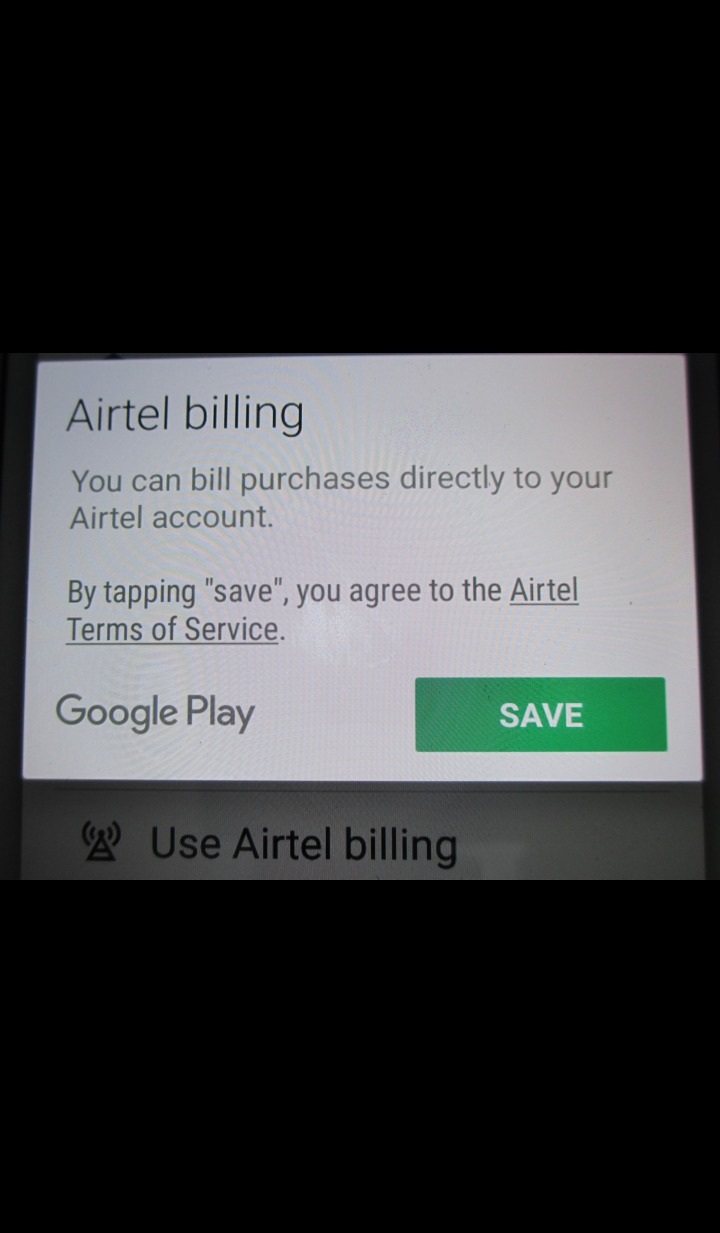 Airtel billing
You can bill purchases directly to your
Airtel account.
By tapping "save", you agree to the Airtel
Terms of Service.
Google Play
SAVE
Use Airtel billing